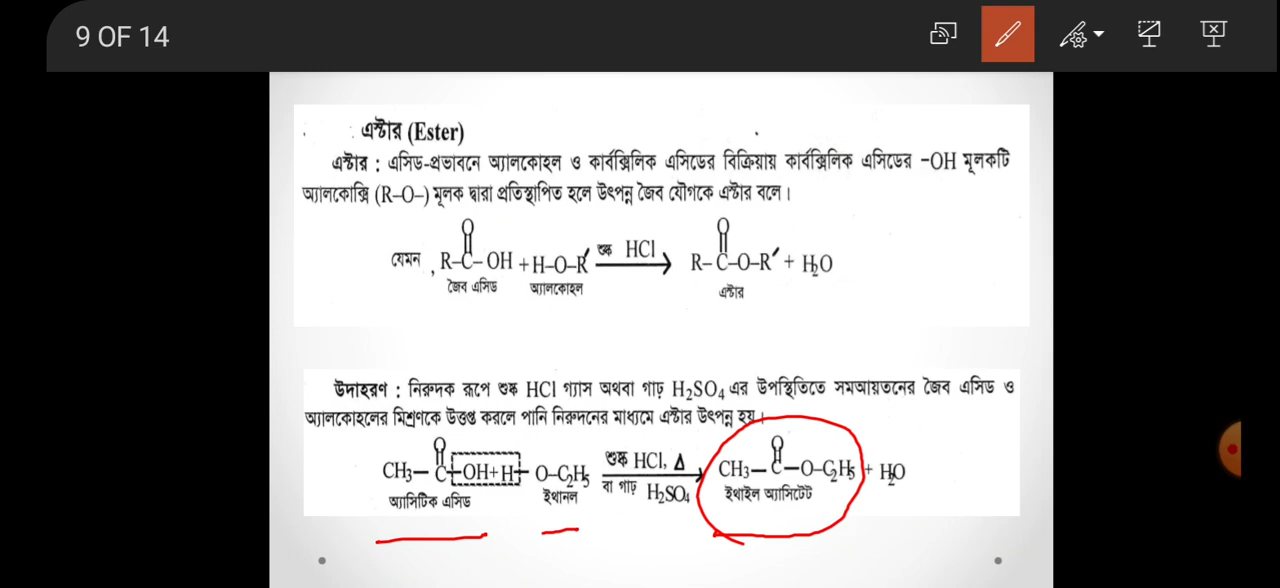 9 OF 14
এস্টার (Ester)
এস্টার : এসিড-প্রভাবনে অ্যালকোহল ও কার্বক্সিলিক এসিডের বিক্রিয়ায় কার্বক্সিলিক এসিডের –OH মূলকটি
অ্যালকোক্সি (R–O–) মূলক দ্বারা প্রতিস্থাপিত হলে উৎপন্ন জৈব যৌগকে এস্টার বলে।
O O
যেমন , R–C–OH + H–O–R′ শুষ্ক HCl → R–C–O–R′ + H₂O
জৈব এসিড অ্যালকোহল এস্টার
উদাহরণ : নিরুদক রূপে শুষ্ক HCl গ্যাস অথবা গাঢ় H₂SO₄ এর উপস্থিতিতে সমআয়তনের জৈব এসিড ও
অ্যালকোহলের মিশ্রণকে উত্তপ্ত করলে পানি নিরুদনের মাধ্যমে এস্টার উৎপন্ন হয়।
O শুষ্ক HCl, Δ O
CH₃–C–OH + H–O–C₂H₅ → CH₃–C–O–C₂H₅ + H₂O
বা গাঢ় H₂SO₄
অ্যাসিটিক এসিড ইথানল ইথাইল অ্যাসিটেট